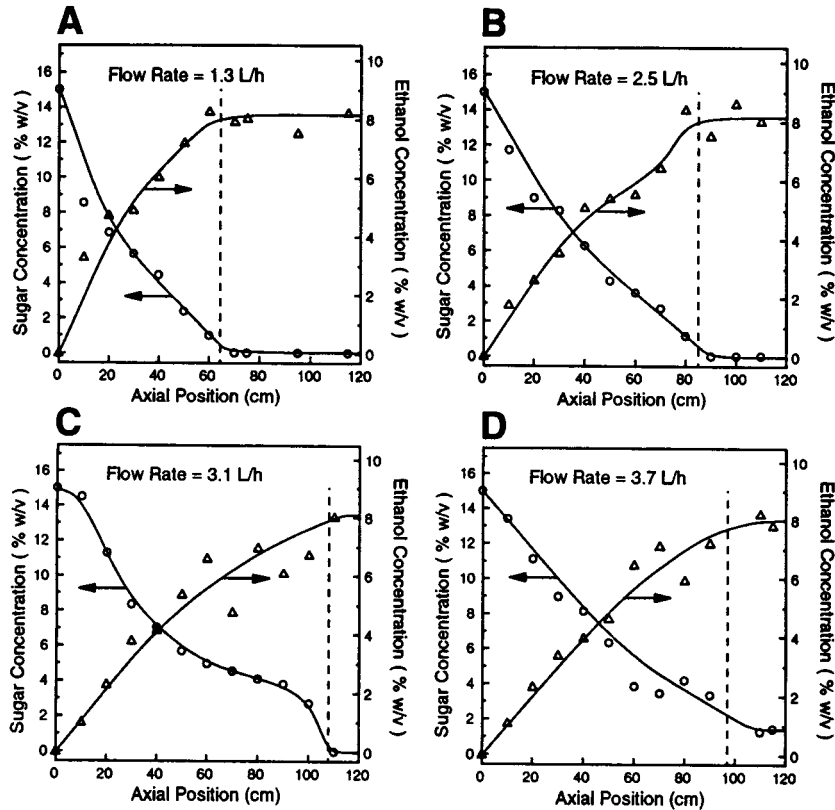 A
Flow Rate = 1.3 L/h
Sugar Concentration ( % w/v )
16
14
12
10
8
6
4
2
0
Ethanol Concentration ( % w/v )
10
8
6
4
2
0
0 20 40 60 80 100 120
Axial Position (cm)
B
Flow Rate = 2.5 L/h
Sugar Concentration ( % w/v )
16
14
12
10
8
6
4
2
0
Ethanol Concentration ( % w/v )
10
8
6
4
2
0
0 20 40 60 80 100 120
Axial Position (cm)
C
Flow Rate = 3.1 L/h
Sugar Concentration ( % w/v )
16
14
12
10
8
6
4
2
0
Ethanol Concentration ( % w/v )
10
8
6
4
2
0
0 20 40 60 80 100 120
Axial Position (cm)
D
Flow Rate = 3.7 L/h
Sugar Concentration ( % w/v )
16
14
12
10
8
6
4
2
0
Ethanol Concentration ( % w/v )
10
8
6
4
2
0
0 20 40 60 80 100 120
Axial Position (cm)